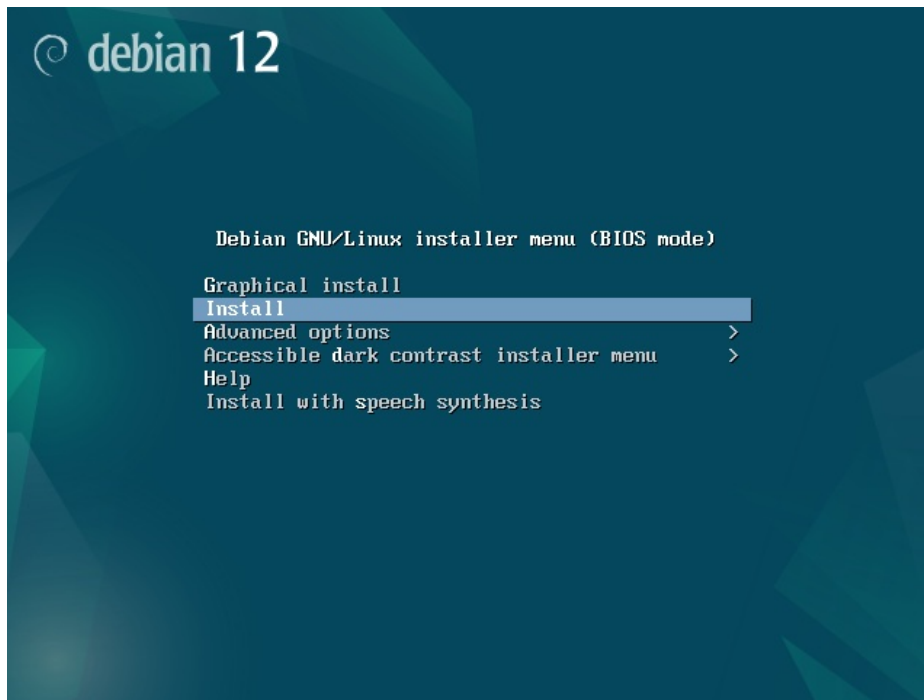 debian 12
Debian GNU/Linux installer menu (BIOS mode)
Graphical install
Install
Advanced options >
Accessible dark contrast installer menu >
Help
Install with speech synthesis